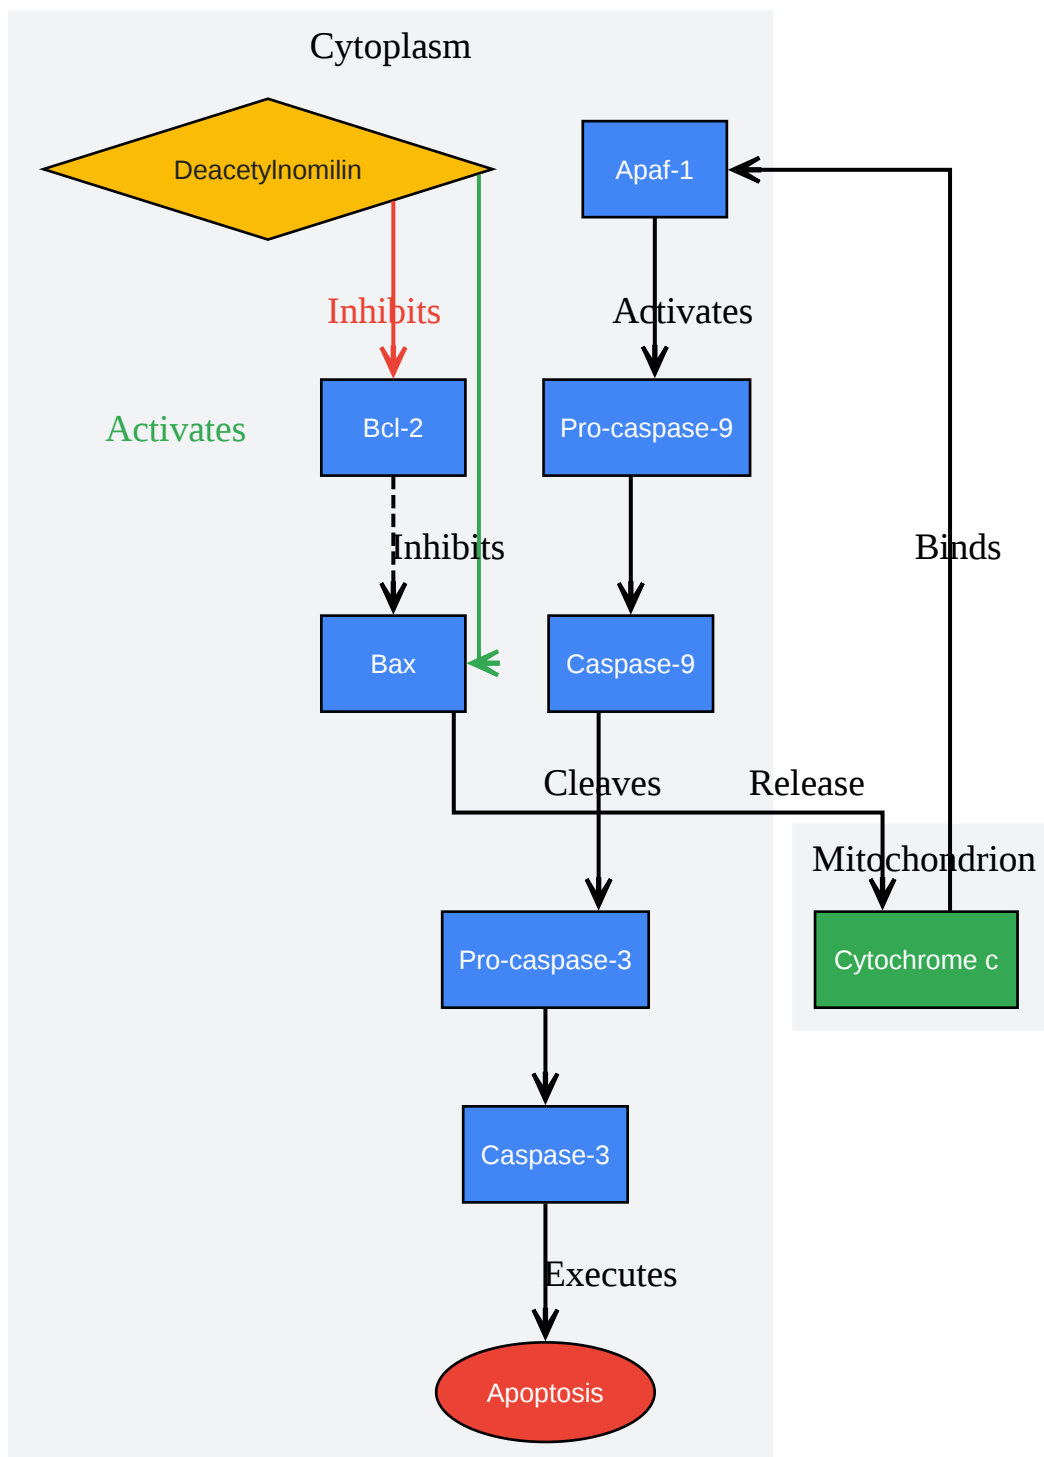 Cytoplasm
Deacetylnomilin
Apaf-1
Inhibits
Activates
Activates
Bcl-2
Pro-caspase-9
Inhibits
Binds
Bax
Caspase-9
Cleaves
Release
Mitochondrion
Pro-caspase-3
Cytochrome c
Caspase-3
Executes
Apoptosis